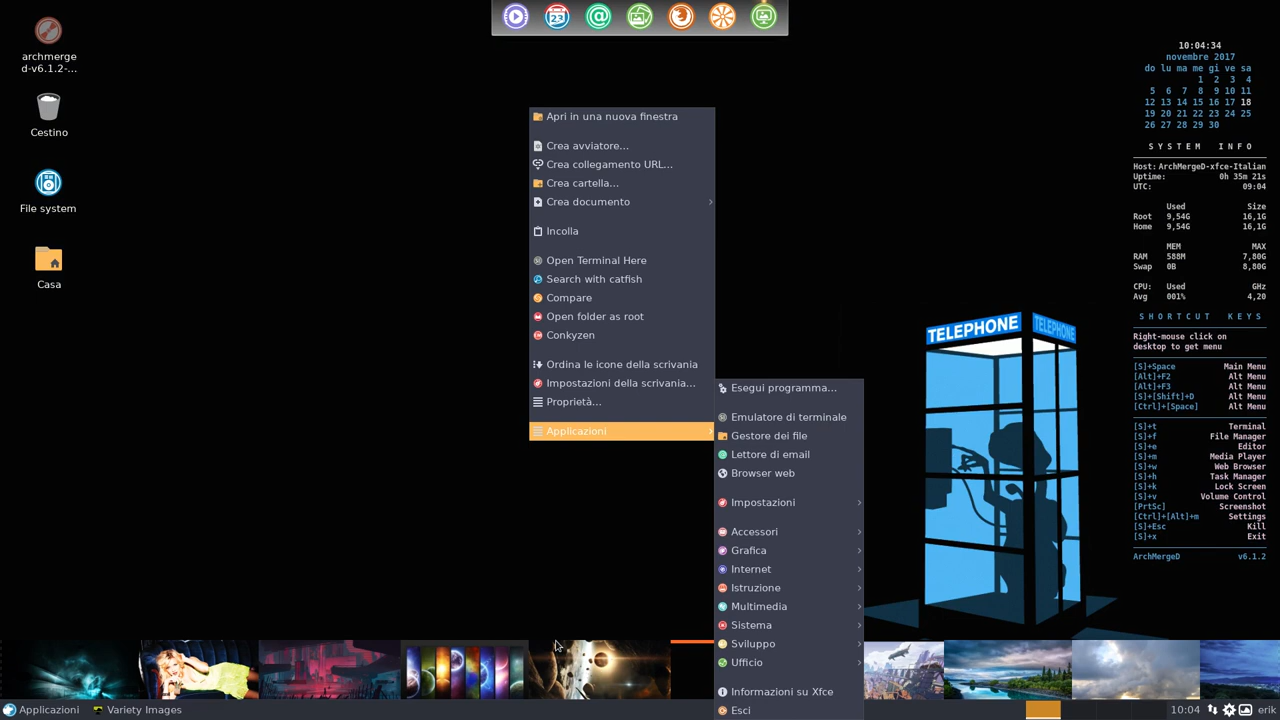 archmerge
d-v6.1.2-...
Cestino
File system
Casa
23
Apri in una nuova finestra
Crea avviatore...
Crea collegamento URL...
Crea cartella...
Crea documento
Incolla
Open Terminal Here
Search with catfish
Compare
Open folder as root
Conkyzen
Ordina le icone della scrivania
Impostazioni della scrivania...
Proprietà...
Applicazioni
Esegui programma...
Emulatore di terminale
Gestore dei file
Lettore di email
Browser web
Impostazioni
Accessori
Grafica
Internet
Istruzione
Multimedia
Sistema
Sviluppo
Ufficio
Informazioni su Xfce
Esci
TELEPHONE
TELEPHONE
10:04:34
novembre 2017
do lu ma me gi ve sa
1 2 3 4
5 6 7 8 9 10 11
12 13 14 15 16 17 18
19 20 21 22 23 24 25
26 27 28 29 30
SYSTEM INFO
Host: ArchMergeD-xfce-Italian
Uptime: 0h 35m 21s
UTC: 09:04
Used Size
Root 9,54G 16,1G
Home 9,54G 16,1G
MEM MAX
RAM 588M 7,80G
Swap 0B 8,80G
CPU: Used GHz
Avg 001% 4,20
SHORTCUT KEYS
Right-mouse click on
desktop to get menu
[S]+Space Main Menu
[Alt]+F2 Alt Menu
[Alt]+F3 Alt Menu
[S]+[Shift]+D Alt Menu
[Ctrl]+[Space] Alt Menu
[S]+t Terminal
[S]+f File Manager
[S]+e Editor
[S]+m Media Player
[S]+w Web Browser
[S]+h Task Manager
[S]+k Lock Screen
[S]+v Volume Control
[PrtSc] Screenshot
[Ctrl]+[Alt]+m Settings
[S]+Esc Kill
[S]+x Exit
ArchMergeD v6.1.2
Applicazioni
Variety Images
10:04
erik